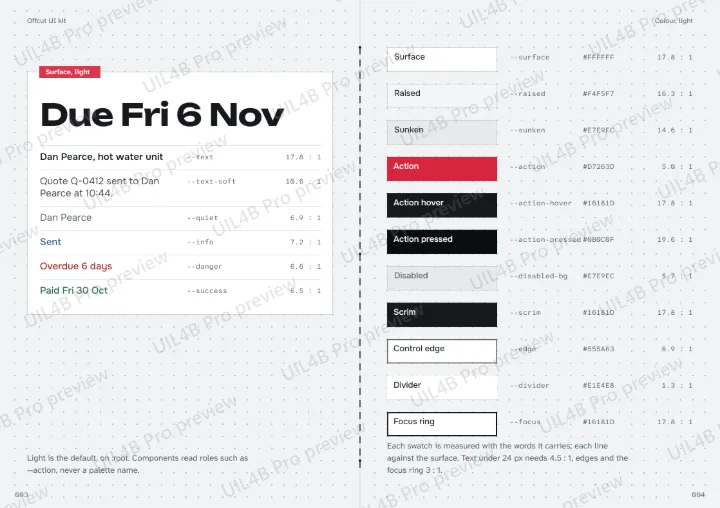 Offcut UI kit
Surface, light
Due Fri 6 Nov
Dan Pearce, hot water unit --text 17.8 : 1
Quote Q-0412 sent to Dan --text-soft 10.6 : 1
Pearce at 10:44.
Dan Pearce --quiet 6.9 : 1
Sent --info 7.2 : 1
Overdue 6 days --danger 6.6 : 1
Paid Fri 30 Oct --success 6.5 : 1
Light is the default, on :root. Components read roles such as
--action, never a palette name.
003
Colour, light
Surface --surface #FFFFFF 17.8 : 1
Raised --raised #F4F5F7 16.3 : 1
Sunken --sunken #E7E9EC 14.6 : 1
Action --action #D7263D 5.0 : 1
Action hover --action-hover #16181D 17.8 : 1
Action pressed --action-pressed #0B0C0F 19.6 : 1
Disabled --disabled-bg #E7E9EC 5.7 : 1
Scrim --scrim #16181D 17.8 : 1
Control edge --edge #555A63 6.9 : 1
Divider --divider #E1E4E8 1.3 : 1
Focus ring --focus #16181D 17.8 : 1
Each swatch is measured with the words it carries; each line
against the surface. Text under 24 px needs 4.5 : 1, edges and the
focus ring 3 : 1.
004
UIL4B Pro preview